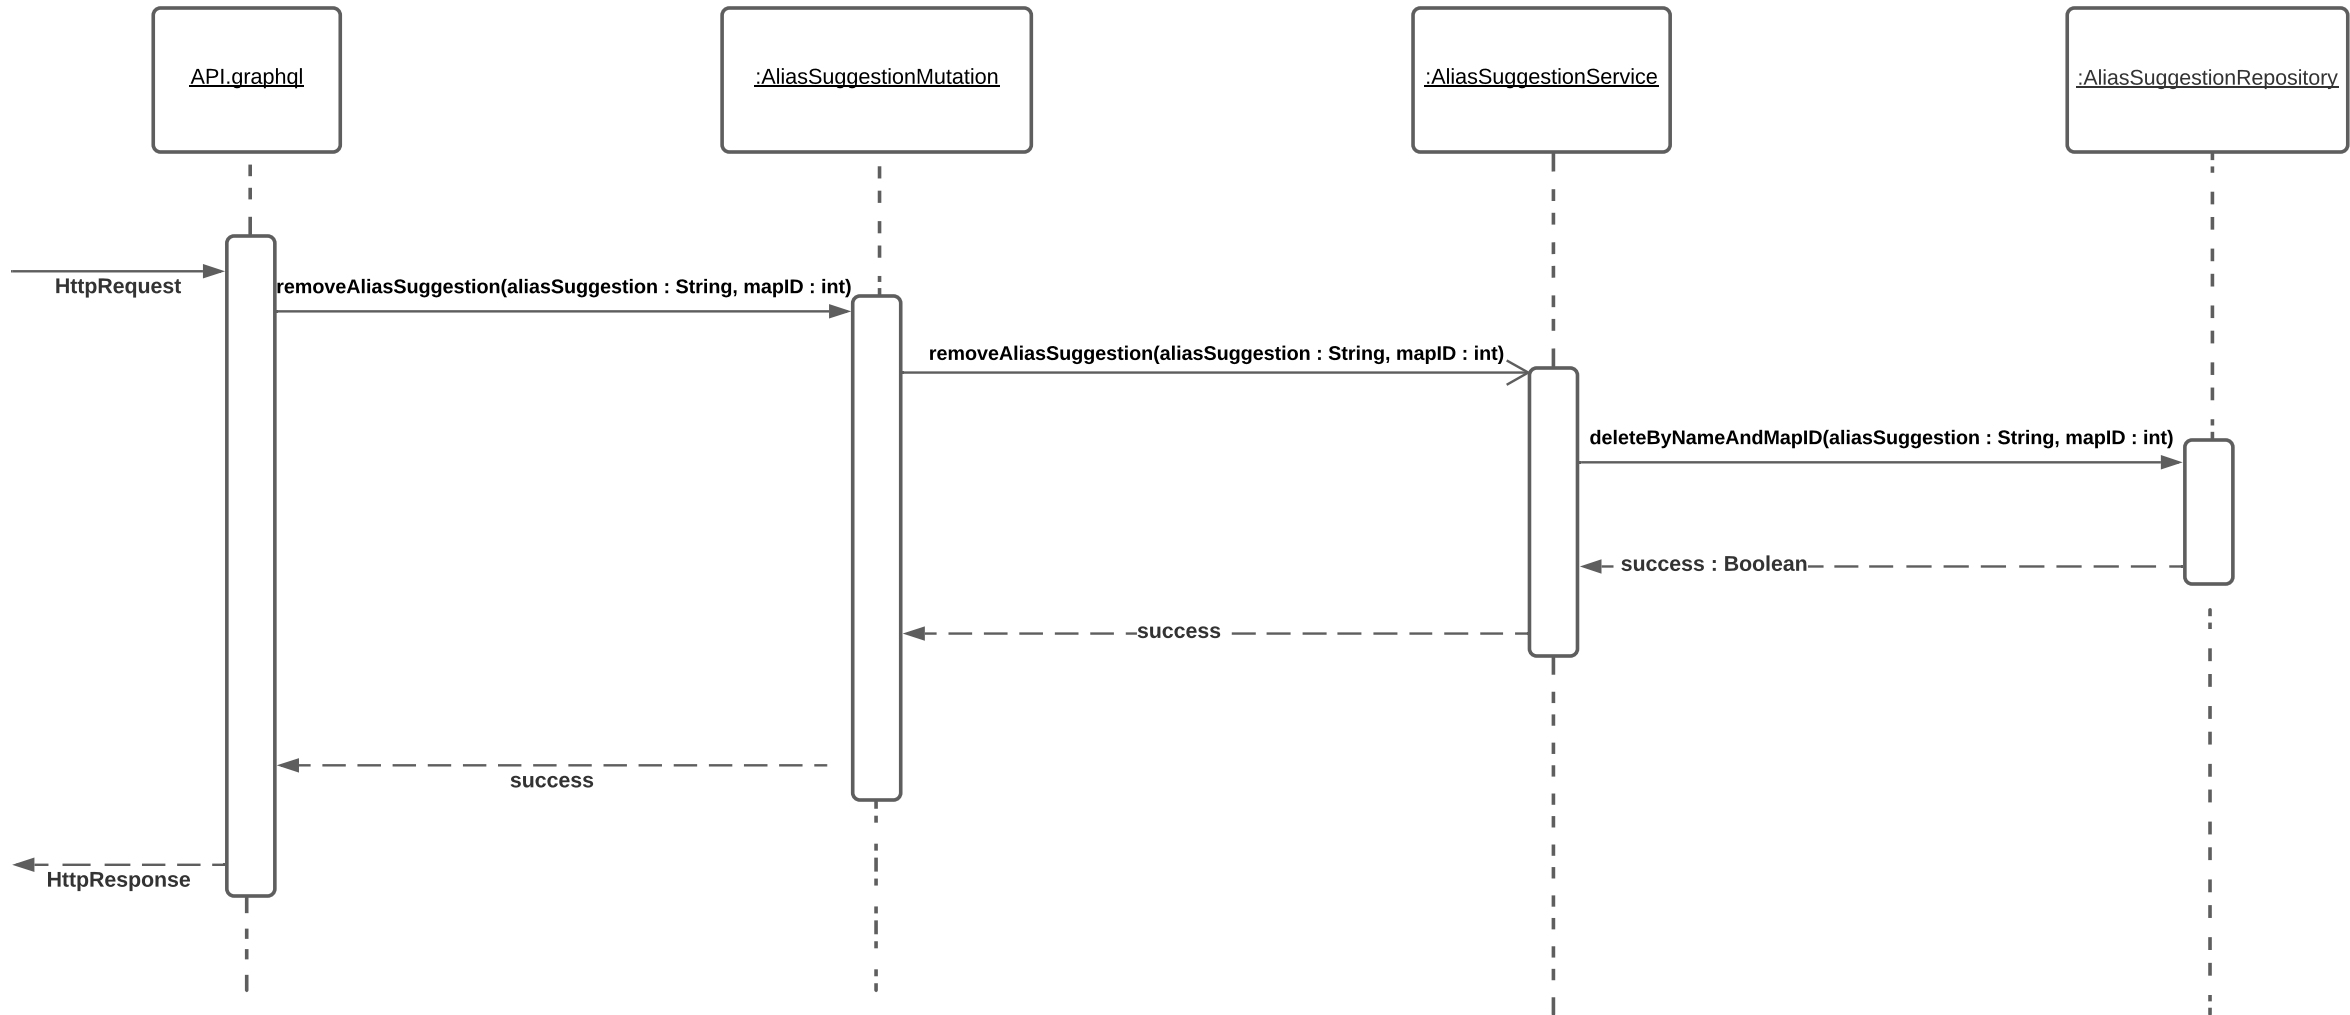 API.graphql
:AliasSuggestionMutation
:AliasSuggestionService
:AliasSuggestionRepository
HttpRequest
removeAliasSuggestion(aliasSuggestion : String, mapID : int)
removeAliasSuggestion(aliasSuggestion : String, mapID : int)
deleteByNameAndMapID(aliasSuggestion : String, mapID : int)
success : Boolean
success
success
HttpResponse